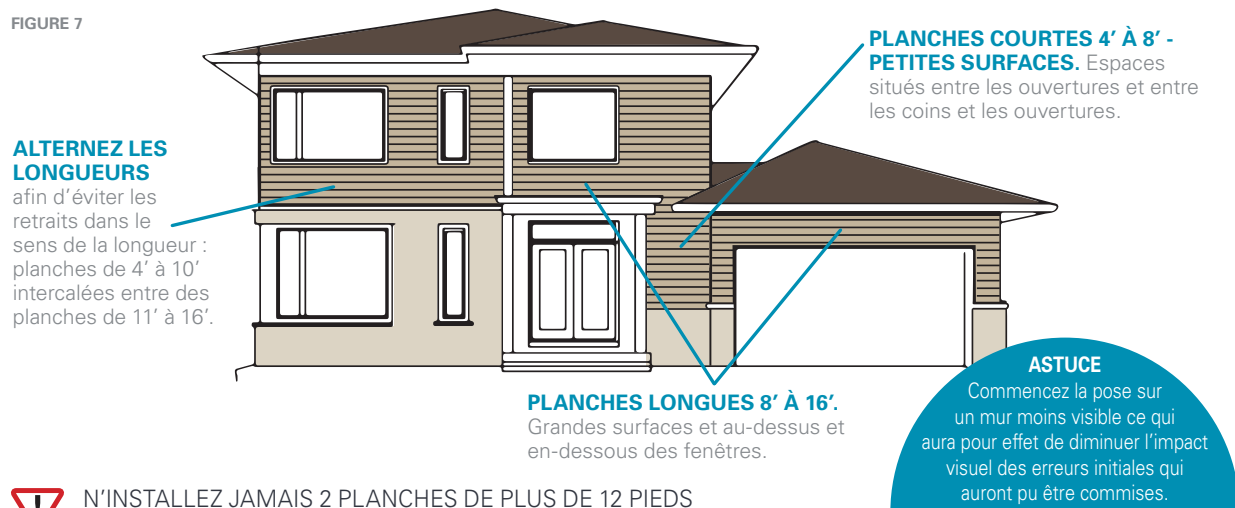 FIGURE 7
PLANCHES COURTES 4’ À 8’ -
PETITES SURFACES. Espaces
situés entre les ouvertures et entre
les coins et les ouvertures.
ALTERNEZ LES
LONGUEURS
afin d’éviter les
retraits dans le
sens de la longueur :
planches de 4’ à 10’
intercalées entre des
planches de 11’ à 16’.
PLANCHES LONGUES 8’ À 16’.
Grandes surfaces et au-dessus et
en-dessous des fenêtres.
ASTUCE
Commencez la pose sur
un mur moins visible ce qui
aura pour effet de diminuer l’impact
visuel des erreurs initiales qui
auront pu être commises.
N’INSTALLEZ JAMAIS 2 PLANCHES DE PLUS DE 12 PIEDS